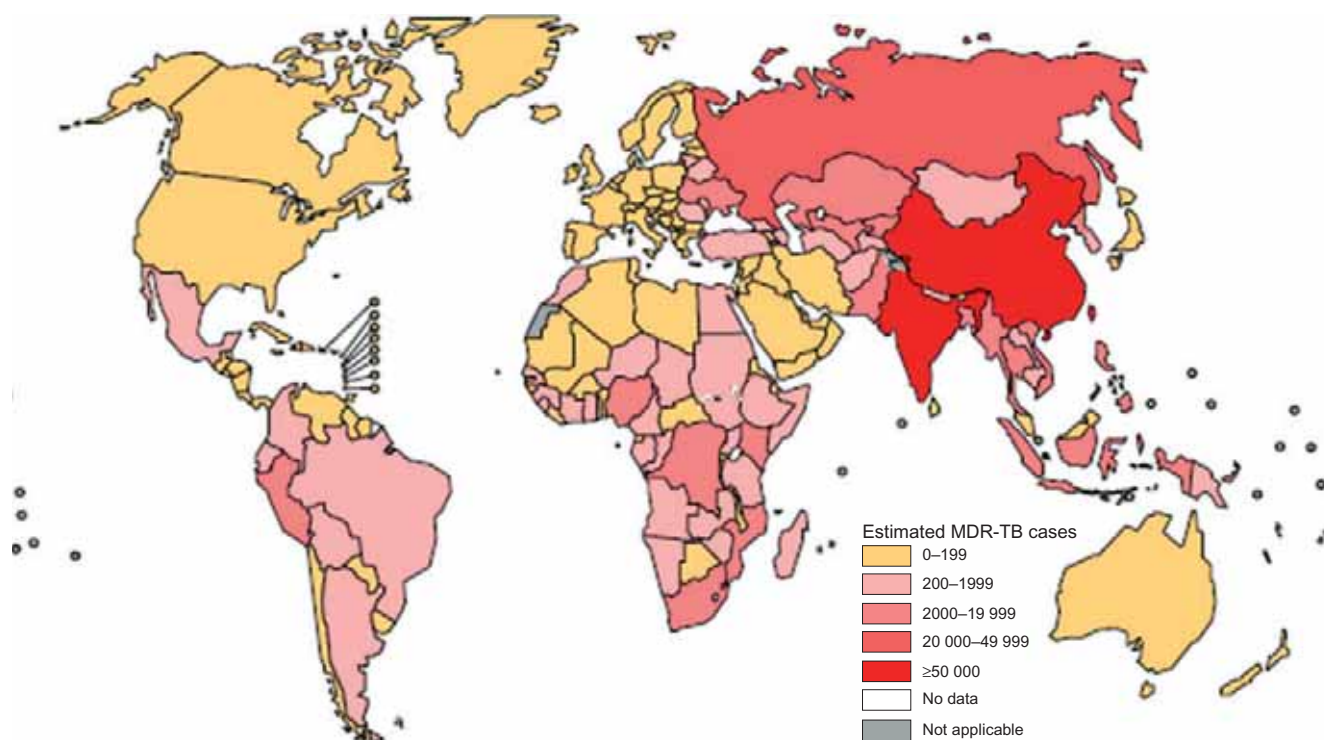 Estimated MDR-TB cases
0–199
200–1999
2000–19 999
20 000–49 999
≥50 000
No data
Not applicable